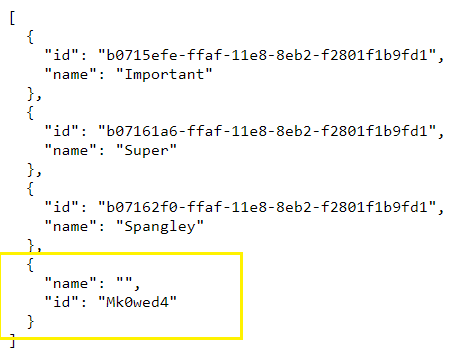 [
  {
    "id": "b0715efe-ffaf-11e8-8eb2-f2801f1b9fd1",
    "name": "Important"
  },
  {
    "id": "b07161a6-ffaf-11e8-8eb2-f2801f1b9fd1",
    "name": "Super"
  },
  {
    "id": "b07162f0-ffaf-11e8-8eb2-f2801f1b9fd1",
    "name": "Spangley"
  },
  {
    "name": "",
    "id": "Mk0wed4"
  }
]